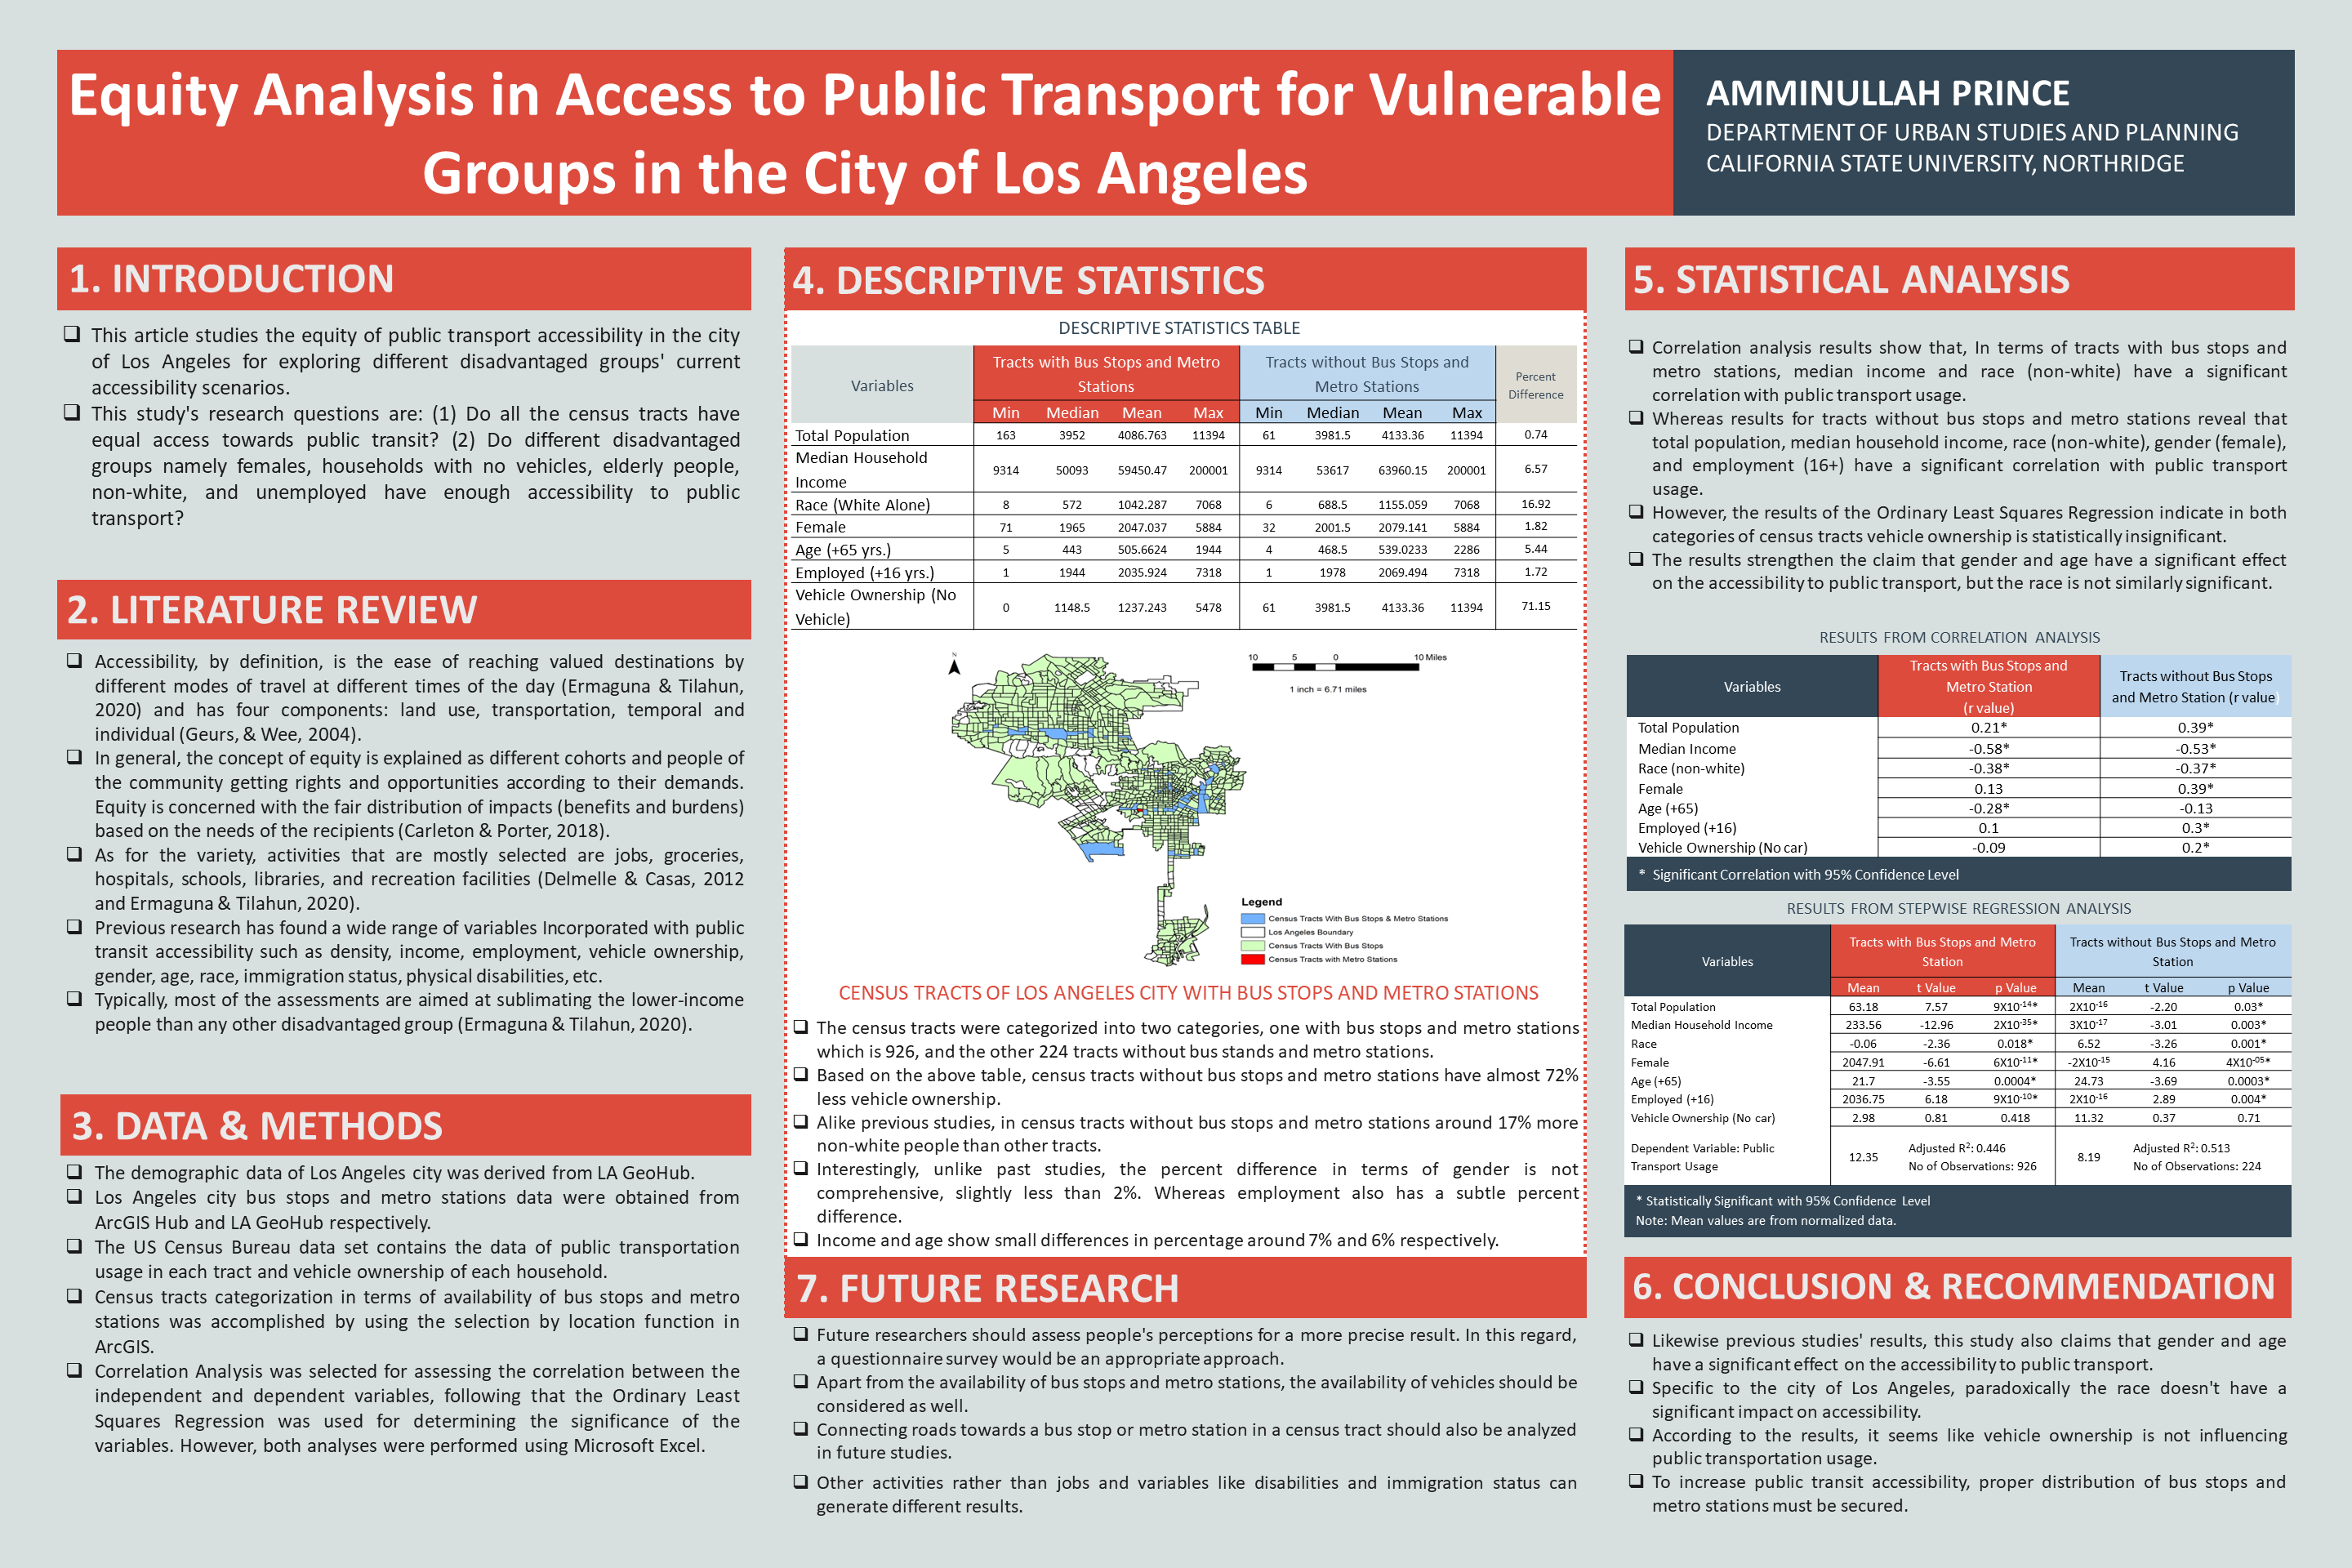 Equity Analysis in Access to Public Transport for Vulnerable
Groups in the City of Los Angeles
AMMINULLAH PRINCE
DEPARTMENT OF URBAN STUDIES AND PLANNING
CALIFORNIA STATE UNIVERSITY, NORTHRIDGE
1. INTRODUCTION
❑ This article studies the equity of public transport accessibility in the city
of Los Angeles for exploring different disadvantaged groups' current
accessibility scenarios.
❑ This study's research questions are: (1) Do all the census tracts have
equal access towards public transit? (2) Do different disadvantaged
groups namely females, households with no vehicles, elderly people,
non-white, and unemployed have enough accessibility to public
transport?
2. LITERATURE REVIEW
❑ Accessibility, by definition, is the ease of reaching valued destinations by
different modes of travel at different times of the day (Ermaguna & Tilahun,
2020) and has four components: land use, transportation, temporal and
individual (Geurs, & Wee, 2004).
❑ In general, the concept of equity is explained as different cohorts and people of
the community getting rights and opportunities according to their demands.
Equity is concerned with the fair distribution of impacts (benefits and burdens)
based on the needs of the recipients (Carleton & Porter, 2018).
❑ As for the variety, activities that are mostly selected are jobs, groceries,
hospitals, schools, libraries, and recreation facilities (Delmelle & Casas, 2012
and Ermaguna & Tilahun, 2020).
❑ Previous research has found a wide range of variables Incorporated with public
transit accessibility such as density, income, employment, vehicle ownership,
gender, age, race, immigration status, physical disabilities, etc.
❑ Typically, most of the assessments are aimed at sublimating the lower-income
people than any other disadvantaged group (Ermaguna & Tilahun, 2020).
3. DATA & METHODS
❑ The demographic data of Los Angeles city was derived from LA GeoHub.
❑ Los Angeles city bus stops and metro stations data were obtained from
ArcGIS Hub and LA GeoHub respectively.
❑ The US Census Bureau data set contains the data of public transportation
usage in each tract and vehicle ownership of each household.
❑ Census tracts categorization in terms of availability of bus stops and metro
stations was accomplished by using the selection by location function in
ArcGIS.
❑ Correlation Analysis was selected for assessing the correlation between the
independent and dependent variables, following that the Ordinary Least
Squares Regression was used for determining the significance of the
variables. However, both analyses were performed using Microsoft Excel.
4. DESCRIPTIVE STATISTICS
DESCRIPTIVE STATISTICS TABLE
Variables
Tracts with Bus Stops and Metro
Stations
Tracts without Bus Stops and
Metro Stations
Percent
Difference
Min Median Mean Max Min Median Mean Max
Total Population 163 3952 4086.763 11394 61 3981.5 4133.36 11394 0.74
Median Household
Income 9314 50093 59450.47 200001 9314 53617 63960.15 200001 6.57
Race (White Alone) 8 572 1042.287 7068 6 688.5 1155.059 7068 16.92
Female 71 1965 2047.037 5884 32 2001.5 2079.141 5884 1.82
Age (+65 yrs.) 5 443 505.6624 1944 4 468.5 539.0233 2286 5.44
Employed (+16 yrs.) 1 1944 2035.924 7318 1 1978 2069.494 7318 1.72
Vehicle Ownership (No
Vehicle) 0 1148.5 1237.243 5478 61 3981.5 4133.36 11394 71.15
N
10 5 0 10 Miles
1 inch = 6.71 miles
Legend
Census Tracts With Bus Stops & Metro Stations
Los Angeles Boundary
Census Tracts With Bus Stops
Census Tracts with Metro Stations
CENSUS TRACTS OF LOS ANGELES CITY WITH BUS STOPS AND METRO STATIONS
❑ The census tracts were categorized into two categories, one with bus stops and metro stations
which is 926, and the other 224 tracts without bus stands and metro stations.
❑ Based on the above table, census tracts without bus stops and metro stations have almost 72%
less vehicle ownership.
❑ Alike previous studies, in census tracts without bus stops and metro stations around 17% more
non-white people than other tracts.
❑ Interestingly, unlike past studies, the percent difference in terms of gender is not
comprehensive, slightly less than 2%. Whereas employment also has a subtle percent
difference.
❑ Income and age show small differences in percentage around 7% and 6% respectively.
7. FUTURE RESEARCH
❑ Future researchers should assess people's perceptions for a more precise result. In this regard,
a questionnaire survey would be an appropriate approach.
❑ Apart from the availability of bus stops and metro stations, the availability of vehicles should be
considered as well.
❑ Connecting roads towards a bus stop or metro station in a census tract should also be analyzed
in future studies.
❑ Other activities rather than jobs and variables like disabilities and immigration status can
generate different results.
5. STATISTICAL ANALYSIS
❑ Correlation analysis results show that, In terms of tracts with bus stops and
metro stations, median income and race (non-white) have a significant
correlation with public transport usage.
❑ Whereas results for tracts without bus stops and metro stations reveal that
total population, median household income, race (non-white), gender (female),
and employment (16+) have a significant correlation with public transport
usage.
❑ However, the results of the Ordinary Least Squares Regression indicate in both
categories of census tracts vehicle ownership is statistically insignificant.
❑ The results strengthen the claim that gender and age have a significant effect
on the accessibility to public transport, but the race is not similarly significant.
RESULTS FROM CORRELATION ANALYSIS
Variables
Tracts with Bus Stops and
Metro Station
(r value)
Tracts without Bus Stops
and Metro Station (r value)
Total Population 0.21* 0.39*
Median Income -0.58* -0.53*
Race (non-white) -0.38* -0.37*
Female 0.13 0.39*
Age (+65) -0.28* -0.13
Employed (+16) 0.1 0.3*
Vehicle Ownership (No car) -0.09 0.2*
* Significant Correlation with 95% Confidence Level
RESULTS FROM STEPWISE REGRESSION ANALYSIS
Variables
Tracts with Bus Stops and Metro
Station
Tracts without Bus Stops and Metro
Station
Mean t Value p Value Mean t Value p Value
Total Population 63.18 7.57 9X10⁻¹⁴* 2X10⁻¹⁶ -2.20 0.03*
Median Household Income 233.56 -12.96 2X10⁻³⁵* 3X10⁻¹⁷ -3.01 0.003*
Race -0.06 -2.36 0.018* 6.52 -3.26 0.001*
Female 2047.91 -6.61 6X10⁻¹¹* -2X10⁻¹⁵ 4.16 4X10⁻⁰⁵*
Age (+65) 21.7 -3.55 0.0004* 24.73 -3.69 0.0003*
Employed (+16) 2036.75 6.18 9X10⁻¹⁰* 2X10⁻¹⁶ 2.89 0.004*
Vehicle Ownership (No car) 2.98 0.81 0.418 11.32 0.37 0.71
Dependent Variable: Public
Transport Usage
12.35
Adjusted R²: 0.446
No of Observations: 926
8.19
Adjusted R²: 0.513
No of Observations: 224
* Statistically Significant with 95% Confidence Level
Note: Mean values are from normalized data.
6. CONCLUSION & RECOMMENDATION
❑ Likewise previous studies' results, this study also claims that gender and age
have a significant effect on the accessibility to public transport.
❑ Specific to the city of Los Angeles, paradoxically the race doesn't have a
significant impact on accessibility.
❑ According to the results, it seems like vehicle ownership is not influencing
public transportation usage.
❑ To increase public transit accessibility, proper distribution of bus stops and
metro stations must be secured.